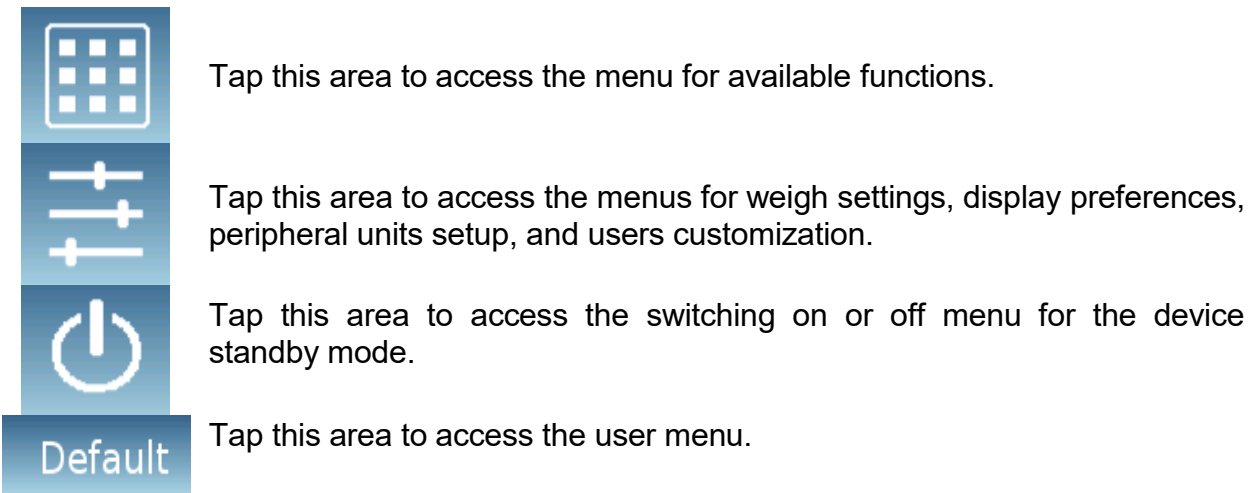 Tap this area to access the menu for available functions.
Tap this area to access the menus for weigh settings, display preferences,
peripheral units setup, and users customization.
Tap this area to access the switching on or off menu for the device
standby mode.
Default
Tap this area to access the user menu.